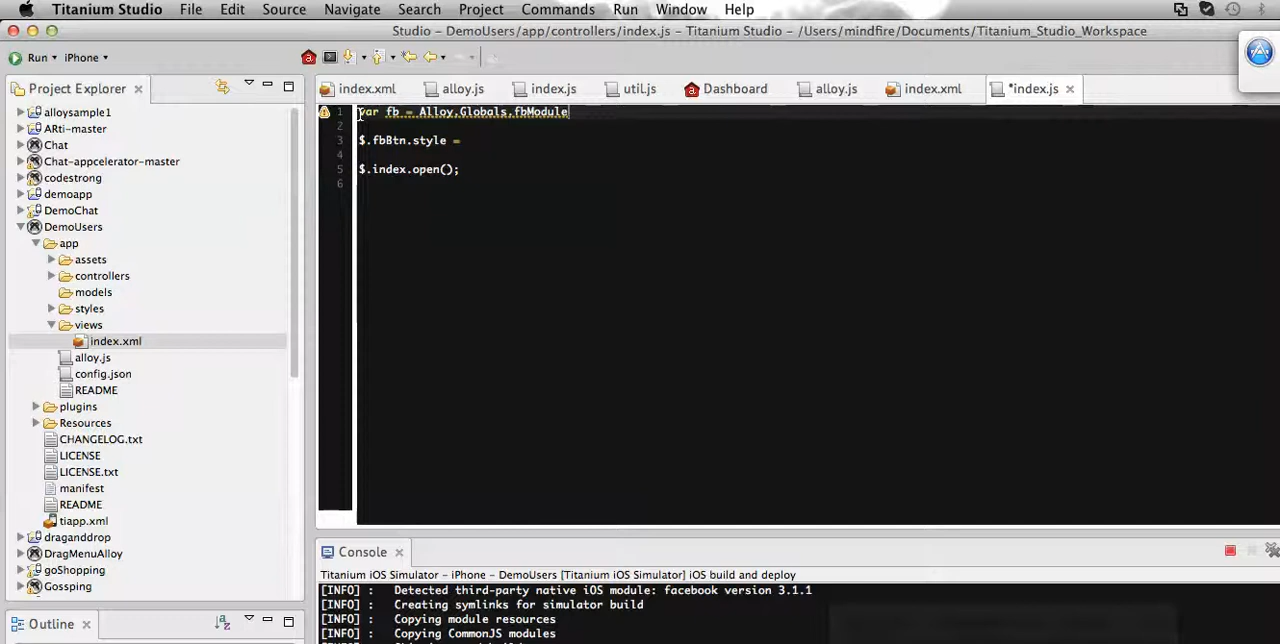 Titanium Studio File Edit Source Navigate Search Project Commands Run Window Help
Studio - DemoUsers/app/controllers/index.js - Titanium Studio - /Users/mindfire/Documents/Titanium_Studio_Workspace
Run iPhone
Project Explorer
index.xml alloy.js index.js util.js Dashboard alloy.js index.xml *index.js
alloysample1
ARti-master
Chat
Chat-appcelerator-master
codestrong
demoapp
DemoChat
DemoUsers
app
assets
controllers
models
styles
views
index.xml
alloy.js
config.json
README
plugins
Resources
CHANGELOG.txt
LICENSE
LICENSE.txt
manifest
README
tiapp.xml
draganddrop
DragMenuAlloy
goShopping
Gossping
Outline
1 var fb = Alloy.Globals.fbModule
2
3 $.fbBtn.style =
4
5 $.index.open();
6
Console
Titanium iOS Simulator - iPhone - DemoUsers [Titanium iOS Simulator] iOS build and deploy
[INFO] : Detected third-party native iOS module: facebook version 3.1.1
[INFO] : Creating symlinks for simulator build
[INFO] : Copying module resources
[INFO] : Copying CommonJS modules